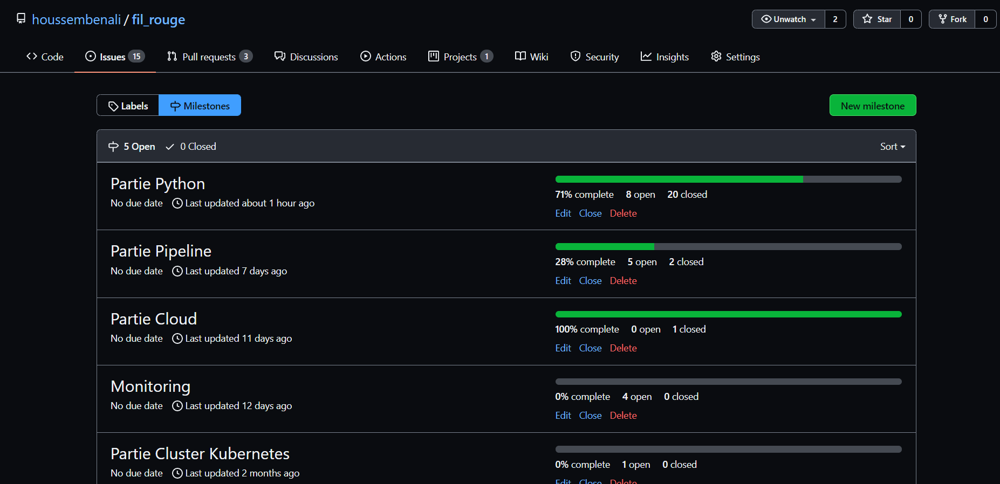 houssembenali / fil_rouge
Unwatch 2 Star 0 Fork 0
Code Issues 15 Pull requests 3 Discussions Actions Projects 1 Wiki Security Insights Settings
Labels Milestones New milestone
5 Open 0 Closed Sort
Partie Python
No due date Last updated about 1 hour ago
71% complete 8 open 20 closed
Edit Close Delete
Partie Pipeline
No due date Last updated 7 days ago
28% complete 5 open 2 closed
Edit Close Delete
Partie Cloud
No due date Last updated 11 days ago
100% complete 0 open 1 closed
Edit Close Delete
Monitoring
No due date Last updated 12 days ago
0% complete 4 open 0 closed
Edit Close Delete
Partie Cluster Kubernetes
No due date Last updated 2 months ago
0% complete 1 open 0 closed
Edit Close Delete